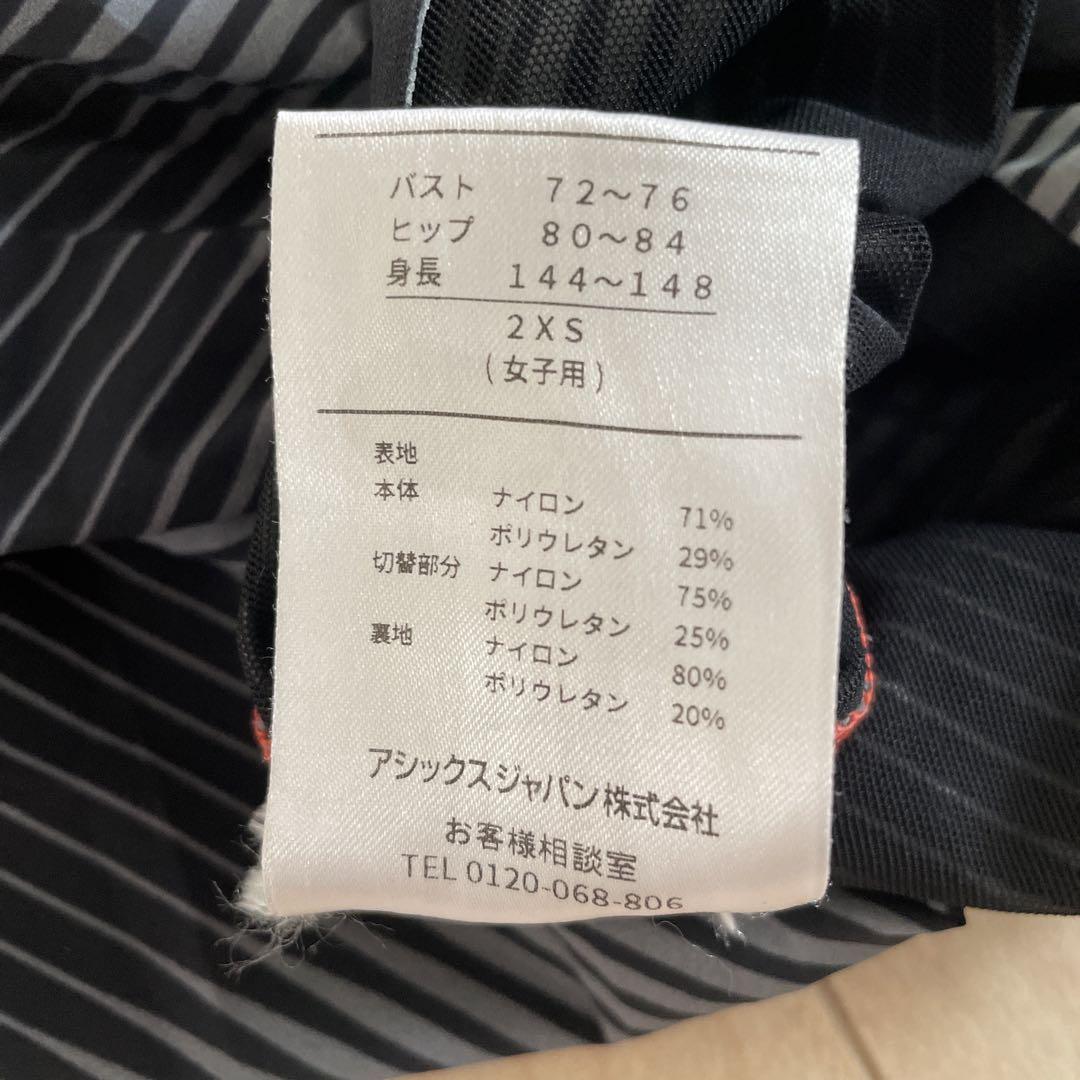 バスト 72〜76
ヒップ 80〜84
身長 144〜148
2XS
(女子用)
表地
本体 ナイロン 71%
ポリウレタン 29%
切替部分 ナイロン 75%
ポリウレタン 25%
裏地 ナイロン 80%
ポリウレタン 20%
アシックスジャパン株式会社
お客様相談室
TEL 0120-068-806